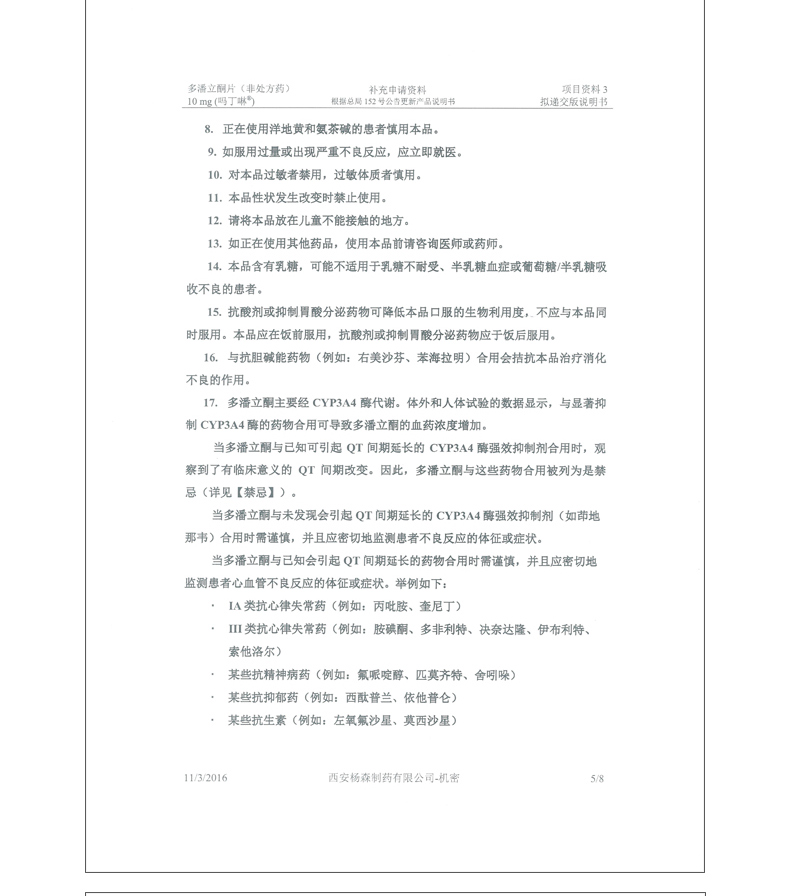 多潘立酮片（非处方药）
10 mg (吗丁啉®)
补充申请资料
根据总局 152 号公告更新产品说明书
项目资料 3
拟递交版说明书
8. 正在使用洋地黄和氨茶碱的患者慎用本品。
9. 如服用过量或出现严重不良反应，应立即就医。
10. 对本品过敏者禁用，过敏体质者慎用。
11. 本品性状发生改变时禁止使用。
12. 请将本品放在儿童不能接触的地方。
13. 如正在使用其他药品，使用本品前请咨询医师或药师。
14. 本品含有乳糖，可能不适用于乳糖不耐受、半乳糖血症或葡萄糖/半乳糖吸
收不良的患者。
15. 抗酸剂或抑制胃酸分泌药物可降低本品口服的生物利用度，不应与本品同
时服用。本品应在饭前服用，抗酸剂或抑制胃酸分泌药物应于饭后服用。
16. 与抗胆碱能药物（例如：右美沙芬、苯海拉明）合用会拮抗本品治疗消化
不良的作用。
17. 多潘立酮主要经 CYP3A4 酶代谢。体外和人体试验的数据显示，与显著抑
制 CYP3A4 酶的药物合用可导致多潘立酮的血药浓度增加。
当多潘立酮与已知可引起 QT 间期延长的 CYP3A4 酶强效抑制剂合用时，观
察到了有临床意义的 QT 间期改变。因此，多潘立酮与这些药物合用被列为是禁
忌（详见【禁忌】）。
当多潘立酮与未发现会引起 QT 间期延长的 CYP3A4 酶强效抑制剂（如茚地
那韦）合用时需谨慎，并且应密切地监测患者不良反应的体征或症状。
当多潘立酮与已知会引起 QT 间期延长的药物合用时需谨慎，并且应密切地
监测患者心血管不良反应的体征或症状。举例如下：
· IA 类抗心律失常药（例如：丙吡胺、奎尼丁）
· III 类抗心律失常药（例如：胺碘酮、多非利特、决奈达隆、伊布利特、
索他洛尔）
· 某些抗精神病药（例如：氟哌啶醇、匹莫齐特、舍吲哚）
· 某些抗抑郁药（例如：西酞普兰、依他普仑）
· 某些抗生素（例如：左氧氟沙星、莫西沙星）
11/3/2016
西安杨森制药有限公司-机密
5/8